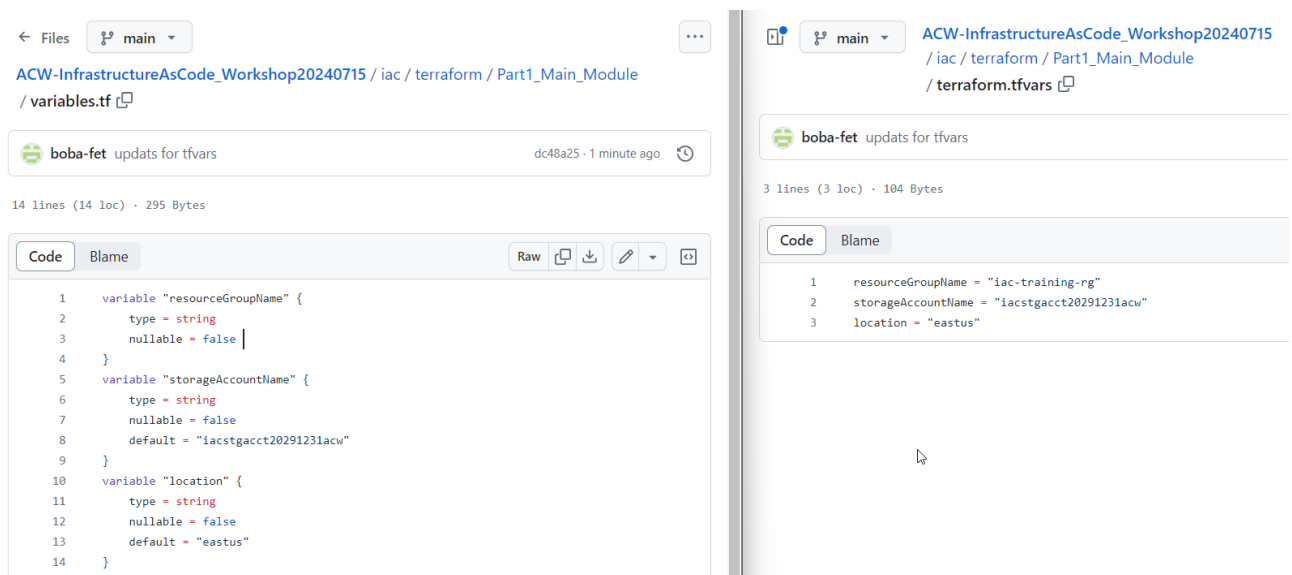 Files main
ACW-InfrastructureAsCode_Workshop20240715 / iac / terraform / Part1_Main_Module
/ variables.tf
boba-fet updats for tfvars dc48a25 · 1 minute ago
14 lines (14 loc) · 295 Bytes
Code Blame Raw
1 variable "resourceGroupName" {
2 type = string
3 nullable = false
4 }
5 variable "storageAccountName" {
6 type = string
7 nullable = false
8 default = "iacstgacct20291231acw"
9 }
10 variable "location" {
11 type = string
12 nullable = false
13 default = "eastus"
14 }
main
ACW-InfrastructureAsCode_Workshop20240715
/ iac / terraform / Part1_Main_Module
/ terraform.tfvars
boba-fet updats for tfvars
3 lines (3 loc) · 104 Bytes
Code Blame
1 resourceGroupName = "iac-training-rg"
2 storageAccountName = "iacstgacct20291231acw"
3 location = "eastus"